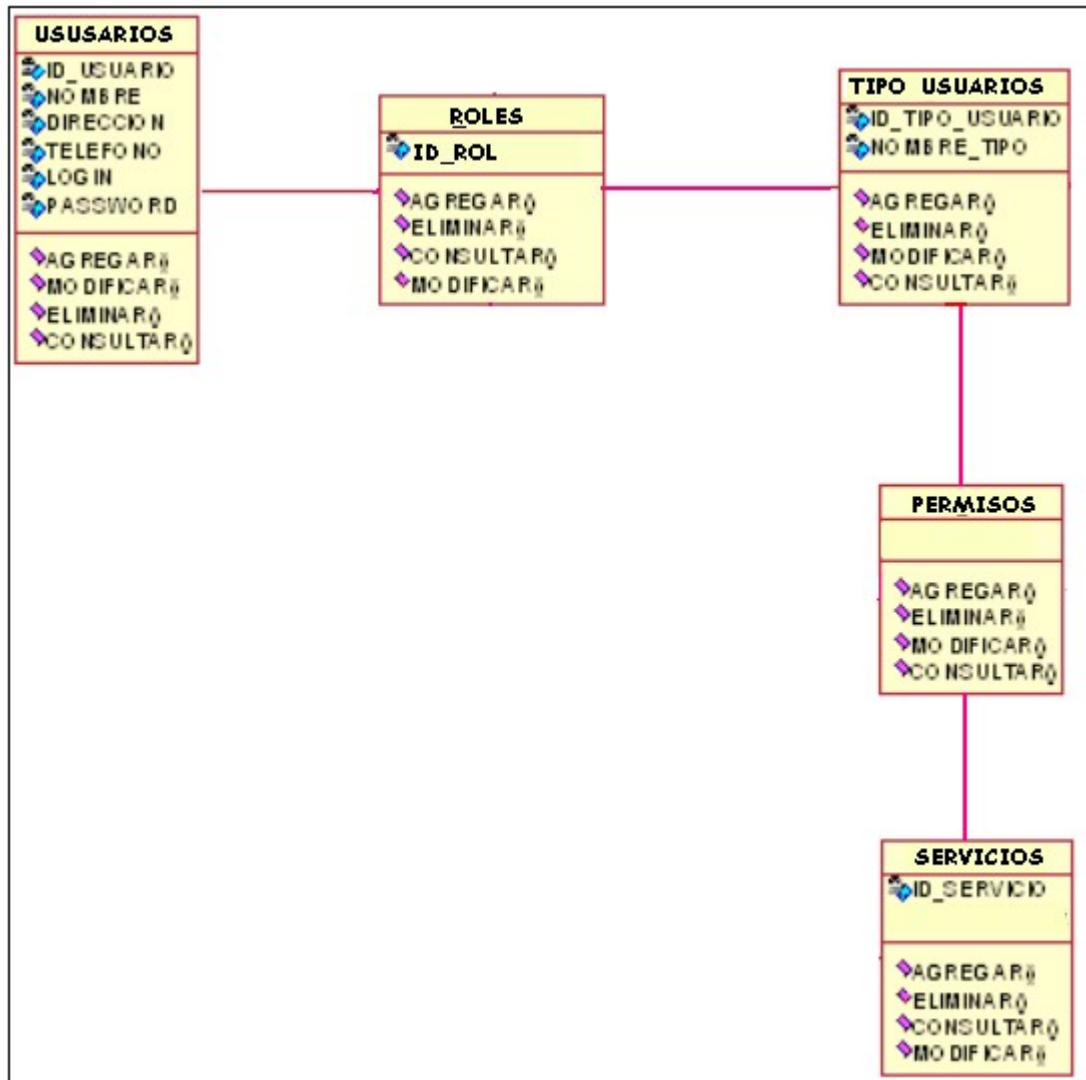 USUSARIOS
ID_USUARIO
NOMBRE
DIRECCION
TELEFONO
LOGIN
PASSWORD
AGREGAR()
MODIFICAR()
ELIMINAR()
CONSULTAR()
ROLES
ID_ROL
AGREGAR()
ELIMINAR()
CONSULTAR()
MODIFICAR()
TIPO USUARIOS
ID_TIPO_USUARIO
NOMBRE_TIPO
AGREGAR()
ELIMINAR()
MODIFICAR()
CONSULTAR()
PERMISOS
AGREGAR()
ELIMINAR()
MODIFICAR()
CONSULTAR()
SERVICIOS
ID_SERVICIO
AGREGAR()
ELIMINAR()
CONSULTAR()
MODIFICAR()